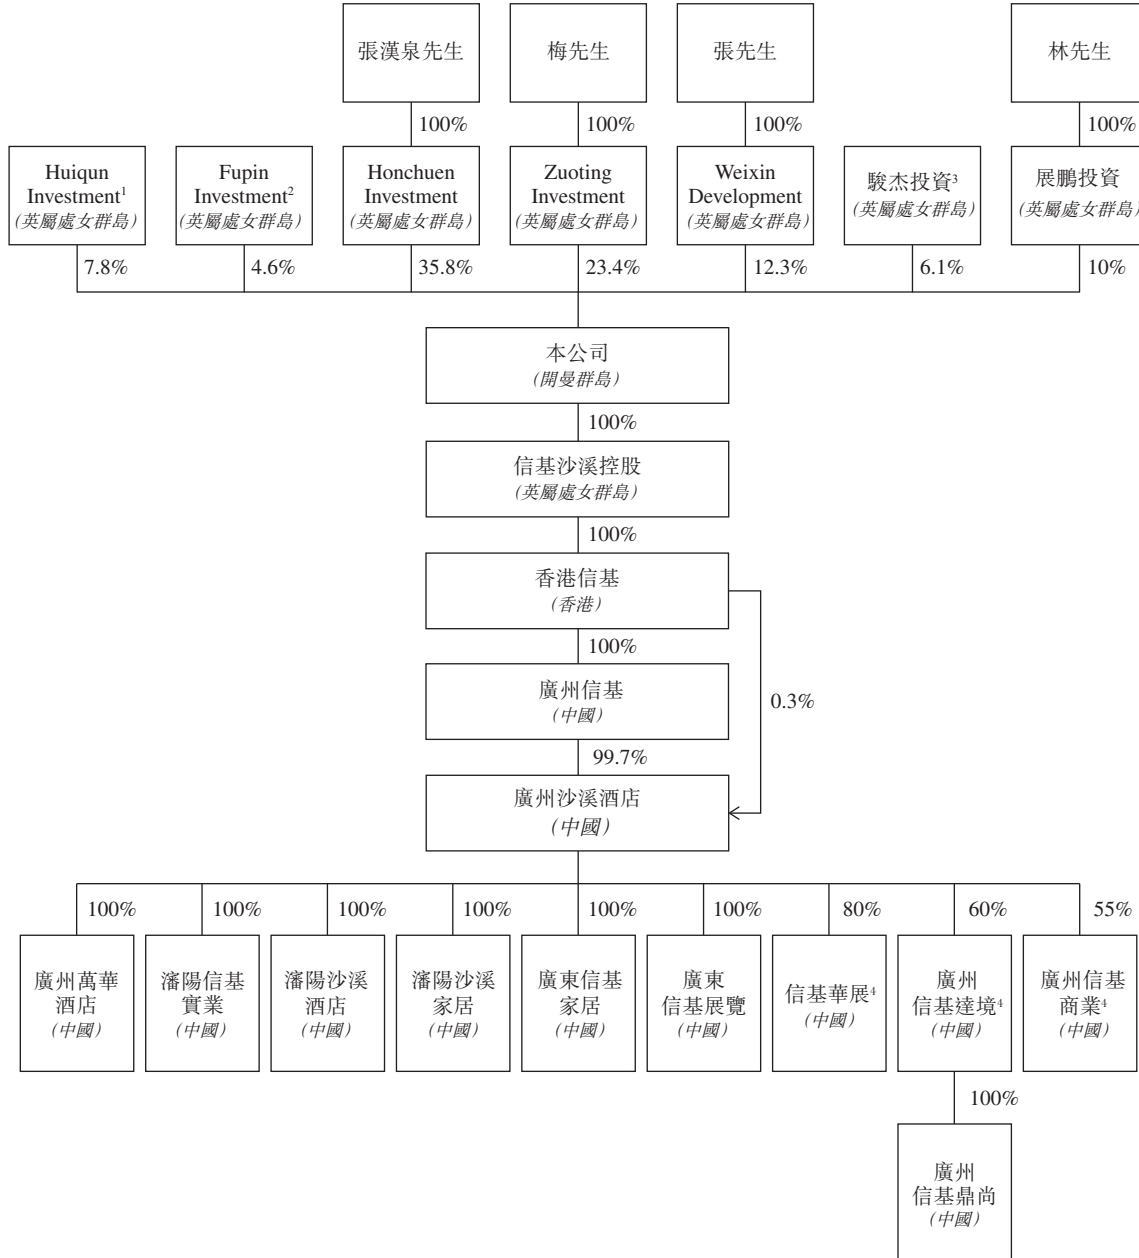 張漢泉先生
梅先生
張先生
林先生
100%
100%
100%
100%
Huiqun
Investment¹
(英屬處女群島)
Fupin
Investment²
(英屬處女群島)
Honchuen
Investment
(英屬處女群島)
Zuoting
Investment
(英屬處女群島)
Weixin
Development
(英屬處女群島)
駿杰投資³
(英屬處女群島)
展鵬投資
(英屬處女群島)
7.8%
4.6%
35.8%
23.4%
12.3%
6.1%
10%
本公司
(開曼群島)
100%
信基沙溪控股
(英屬處女群島)
100%
香港信基
(香港)
100%
廣州信基
(中國)
0.3%
99.7%
廣州沙溪酒店
(中國)
100%
100%
100%
100%
100%
100%
80%
60%
55%
廣州萬華
酒店
(中國)
瀋陽信基
實業
(中國)
瀋陽沙溪
酒店
(中國)
瀋陽沙溪
家居
(中國)
廣東信基
家居
(中國)
廣東
信基展覽
(中國)
信基華展⁴
(中國)
廣州
信基達境⁴
(中國)
廣州信基
商業⁴
(中國)
100%
廣州
信基鼎尚
(中國)